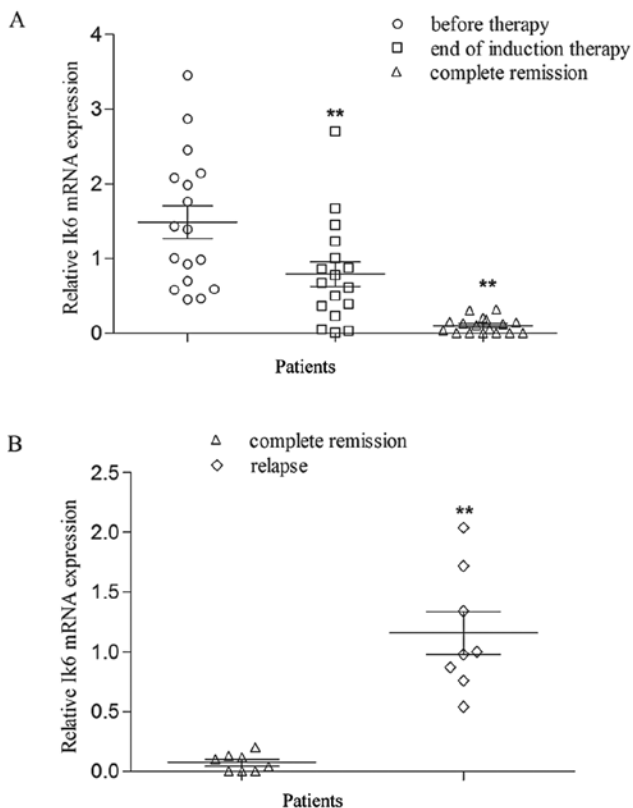 A
before therapy
end of induction therapy
complete remission
Relative Ik6 mRNA expression
4
3
2
1
0
**
**
Patients
B
complete remission
relapse
Relative Ik6 mRNA expression
2.5
2.0
1.5
1.0
0.5
0.0
**
Patients